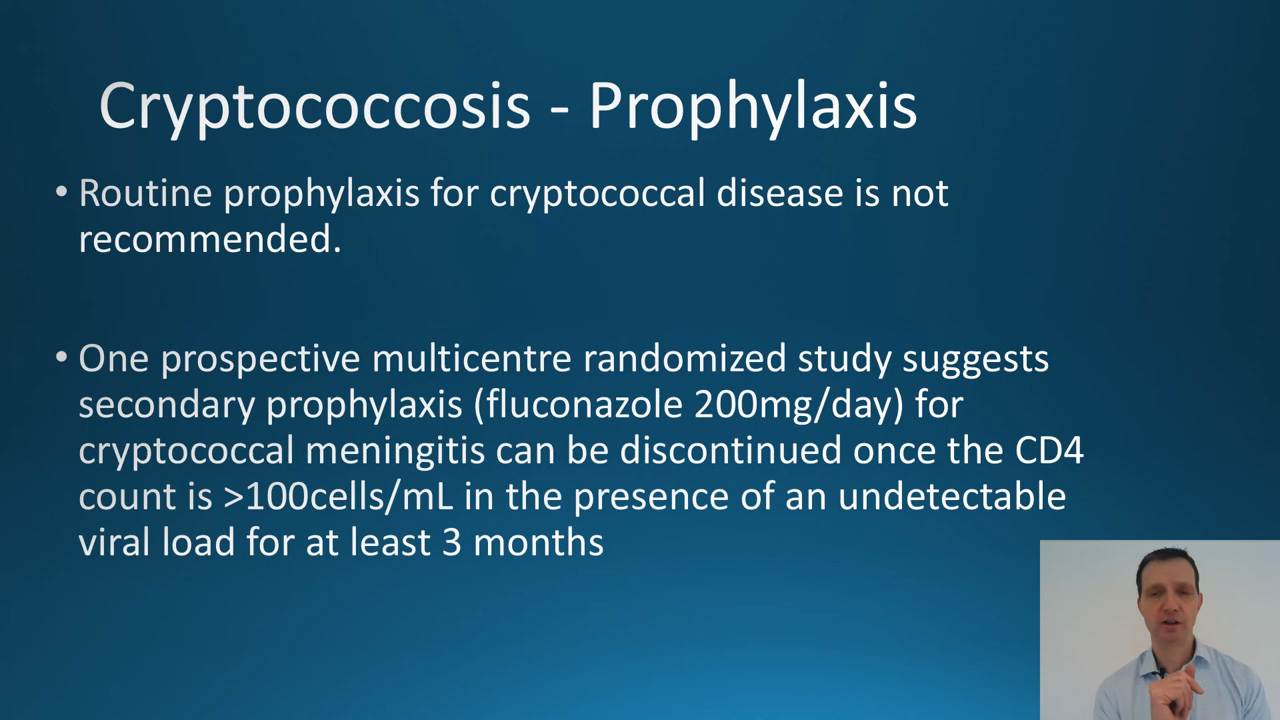 Cryptococcosis - Prophylaxis
• Routine prophylaxis for cryptococcal disease is not
recommended.
• One prospective multicentre randomized study suggests
secondary prophylaxis (fluconazole 200mg/day) for
cryptococcal meningitis can be discontinued once the CD4
count is >100cells/mL in the presence of an undetectable
viral load for at least 3 months